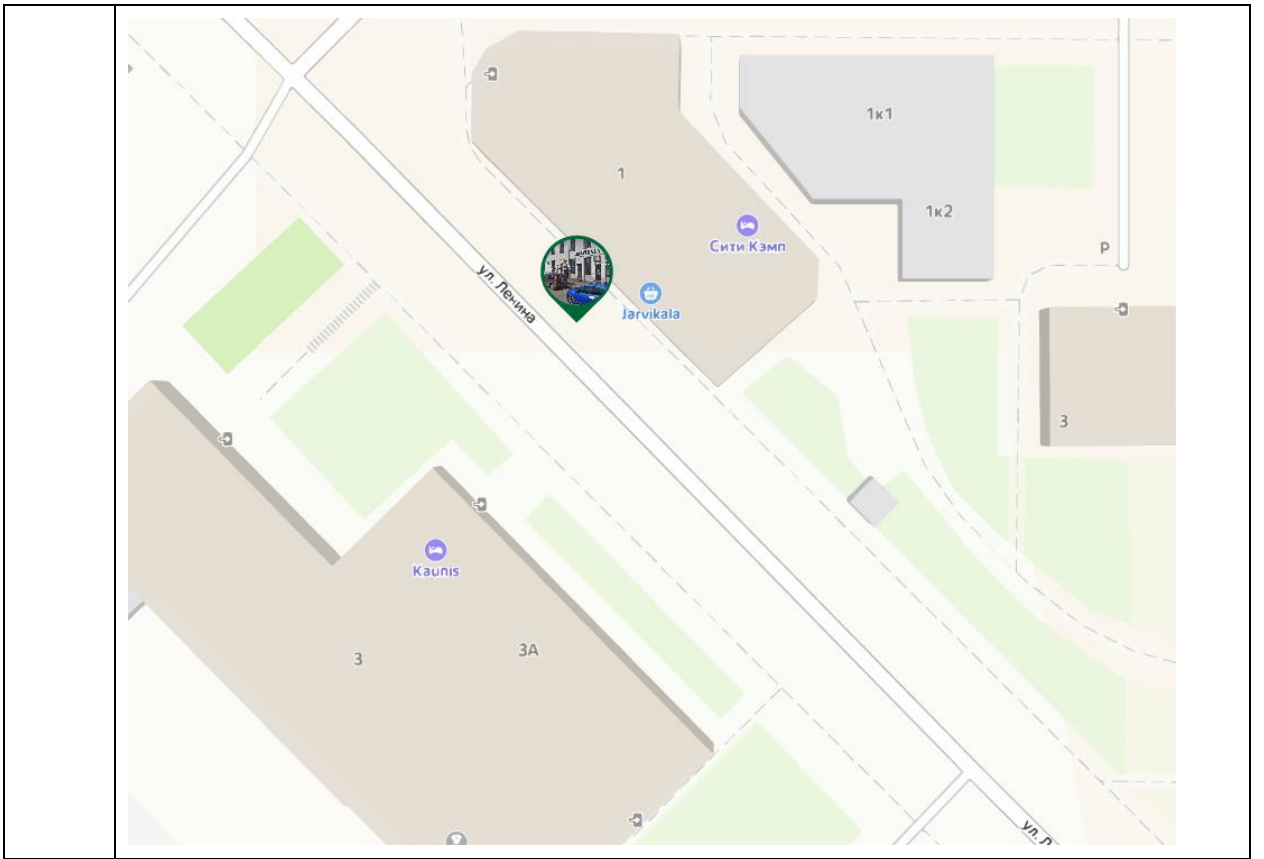 1к1
1
1к2
Сити Кэмп
P
ул. Ленина
Jarvikala
3
Kaunis
3
3А
ул. Л